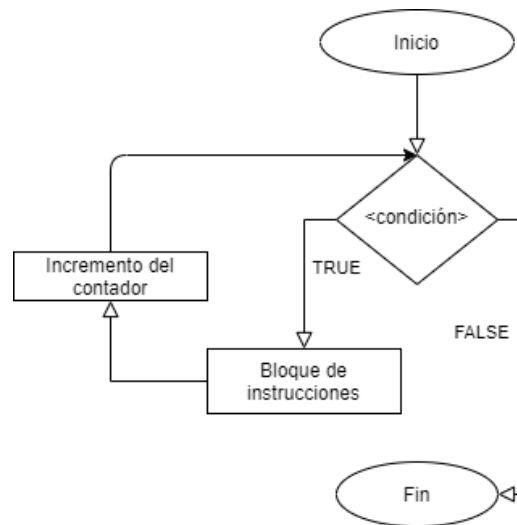 Inicio
<condición>
TRUE
FALSE
Incremento del
contador
Bloque de
instrucciones
Fin